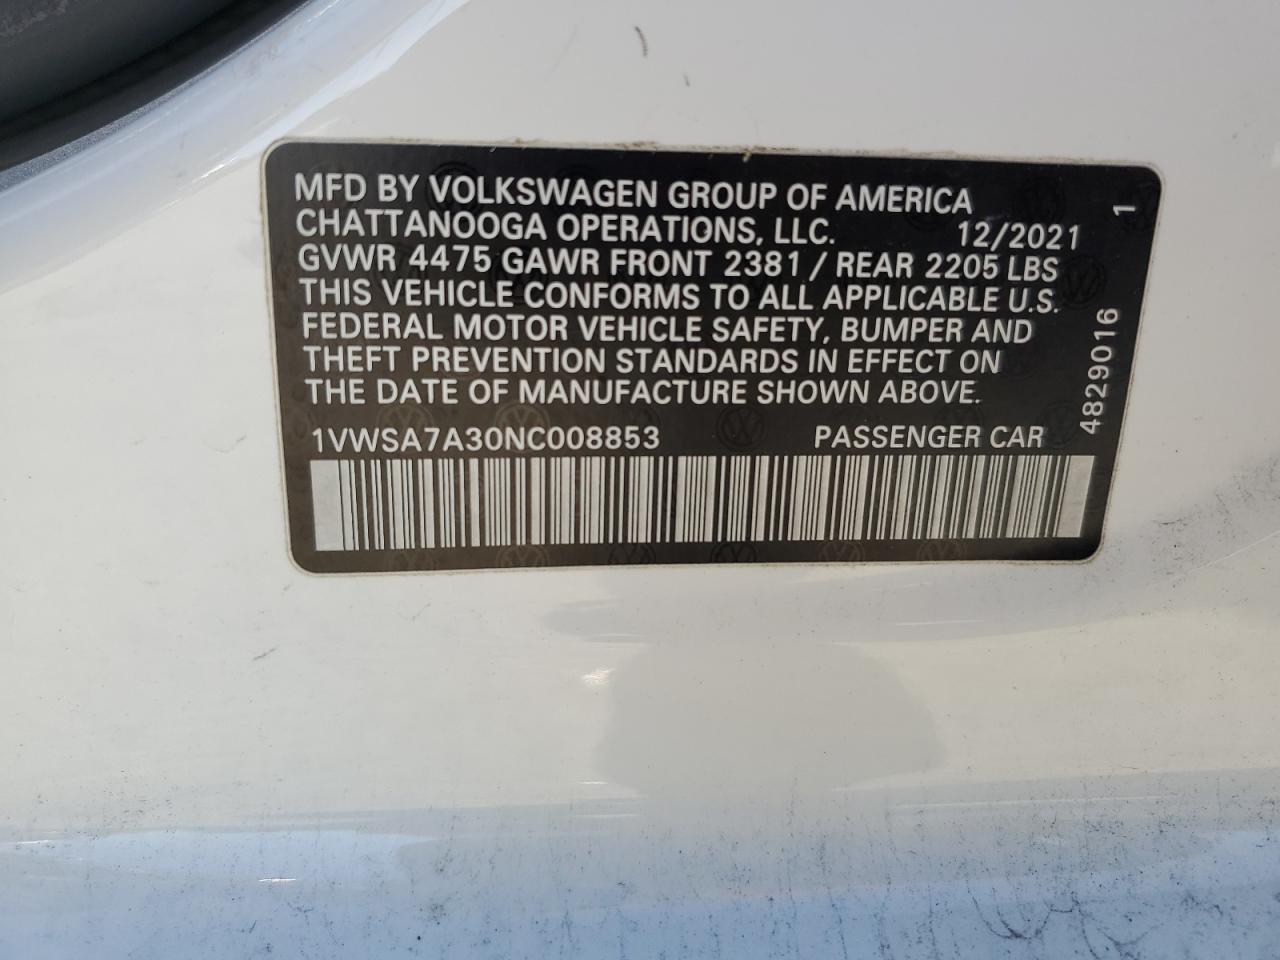 MFD BY VOLKSWAGEN GROUP OF AMERICA
CHATTANOOGA OPERATIONS, LLC. 12/2021
GVWR 4475 GAWR FRONT 2381 / REAR 2205 LBS
THIS VEHICLE CONFORMS TO ALL APPLICABLE U.S.
FEDERAL MOTOR VEHICLE SAFETY, BUMPER AND
THEFT PREVENTION STANDARDS IN EFFECT ON
THE DATE OF MANUFACTURE SHOWN ABOVE.
1VWSA7A30NC008853 PASSENGER CAR
4829016 1